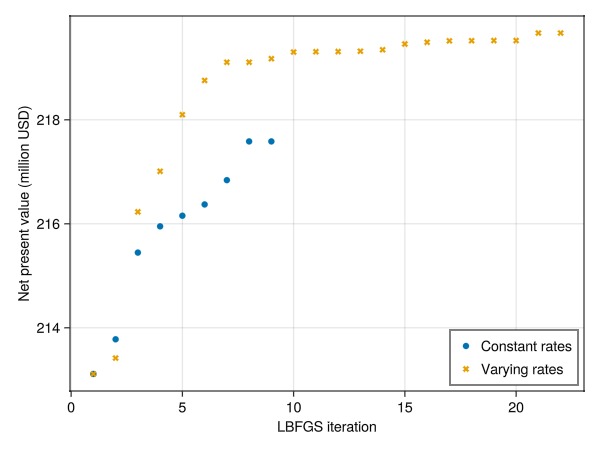 Net present value (million USD)
218
216
214
0
5
10
15
20
LBFGS iteration
Constant rates
Varying rates